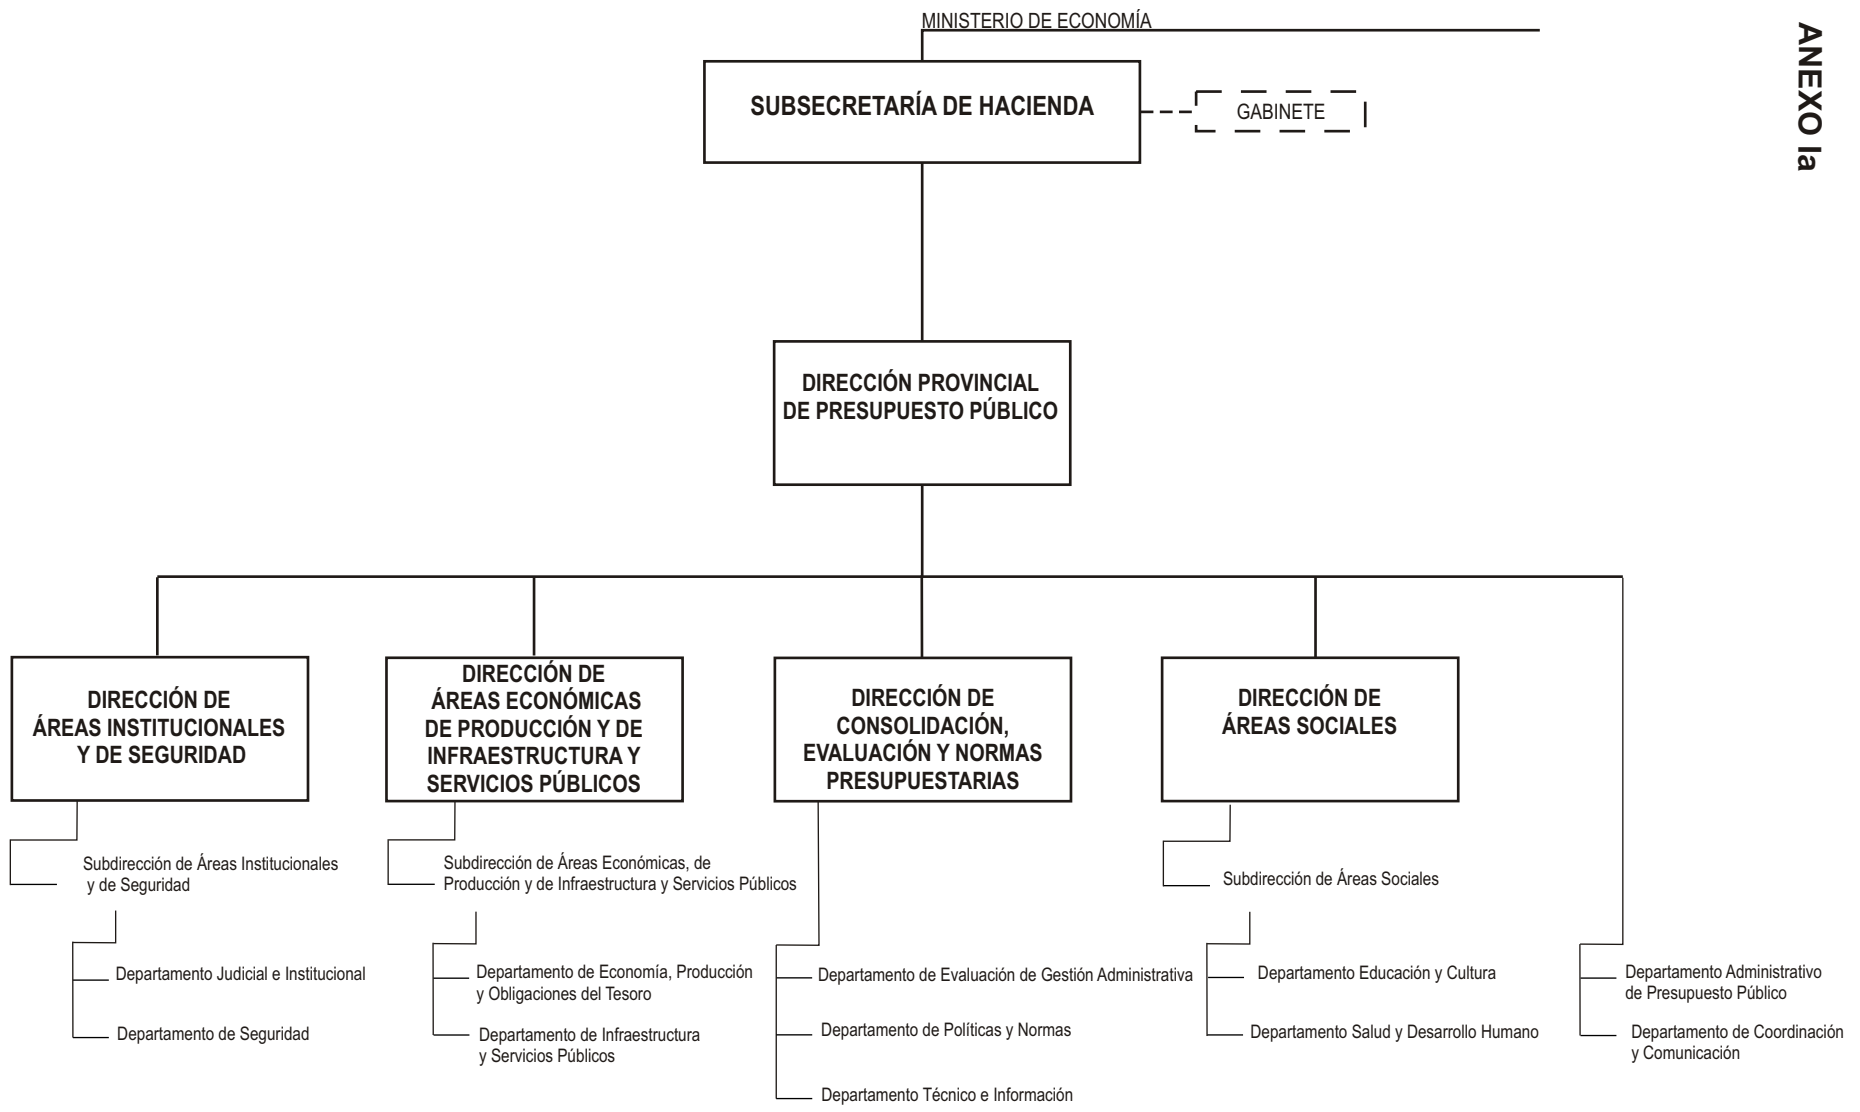 MINISTERIO DE ECONOMÍA
ANEXO Ia
SUBSECRETARÍA DE HACIENDA
GABINETE
DIRECCIÓN PROVINCIAL
DE PRESUPUESTO PÚBLICO
DIRECCIÓN DE
ÁREAS INSTITUCIONALES
Y DE SEGURIDAD
Subdirección de Áreas Institucionales
y de Seguridad
Departamento Judicial e Institucional
Departamento de Seguridad
DIRECCIÓN DE
ÁREAS ECONÓMICAS
DE PRODUCCIÓN Y DE
INFRAESTRUCTURA Y
SERVICIOS PÚBLICOS
Subdirección de Áreas Económicas, de
Producción y de Infraestructura y Servicios Públicos
Departamento de Economía, Producción
y Obligaciones del Tesoro
Departamento de Infraestructura
y Servicios Públicos
DIRECCIÓN DE
CONSOLIDACIÓN,
EVALUACIÓN Y NORMAS
PRESUPUESTARIAS
Departamento de Evaluación de Gestión Administrativa
Departamento de Políticas y Normas
Departamento Técnico e Información
DIRECCIÓN DE
ÁREAS SOCIALES
Subdirección de Áreas Sociales
Departamento Educación y Cultura
Departamento Salud y Desarrollo Humano
Departamento Administrativo
de Presupuesto Público
Departamento de Coordinación
y Comunicación